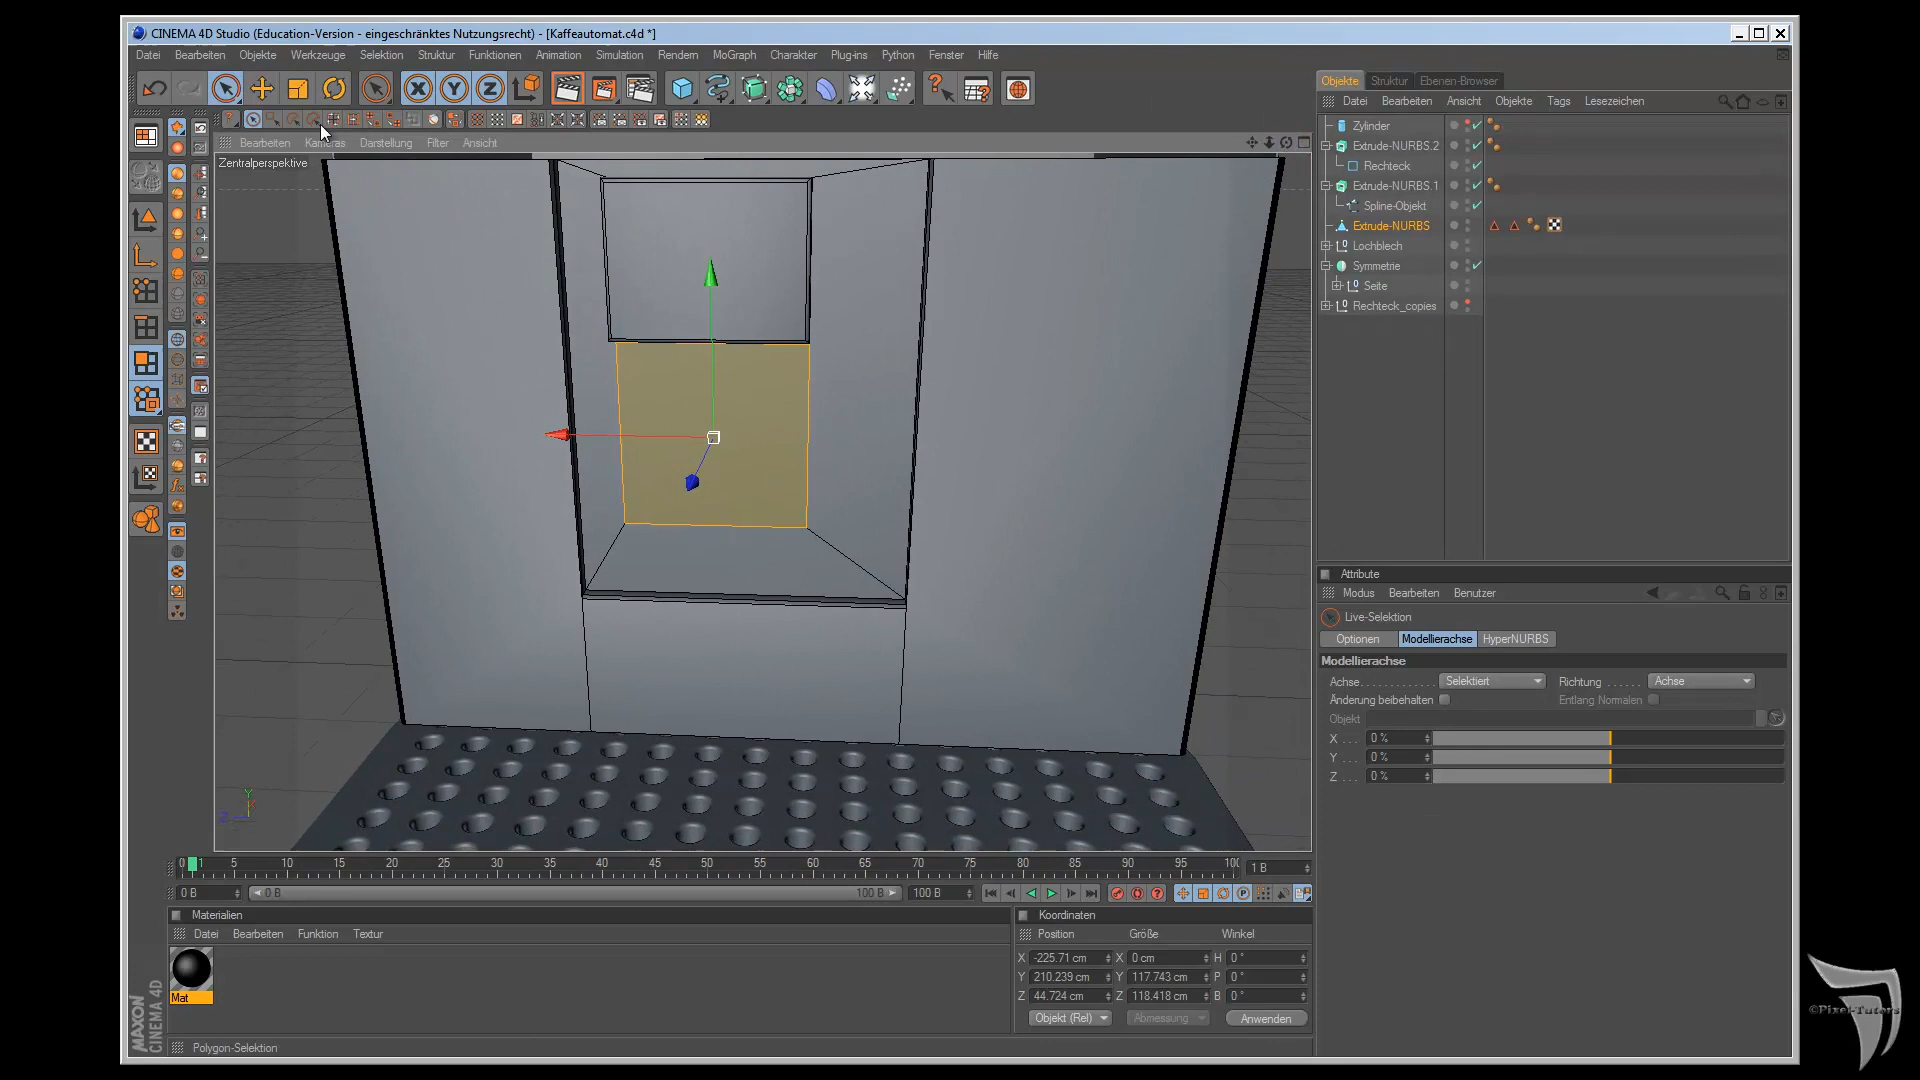 CINEMA 4D Studio (Education-Version - eingeschränktes Nutzungsrecht) - [Kaffeautomat.c4d *]
Datei Bearbeiten Objekte Werkzeuge Selektion Struktur Funktionen Animation Simulation Rendern MoGraph Charakter Plug-ins Python Fenster Hilfe
Bearbeiten Kameras Darstellung Filter Ansicht
Zentralperspektive
Objekte Struktur Ebenen-Browser
Datei Bearbeiten Ansicht Objekte Tags Lesezeichen
Zylinder
Extrude-NURBS.2
Rechteck
Extrude-NURBS.1
Spline-Objekt
Extrude-NURBS
Lochblech
Symmetrie
Seite
Rechteck_copies
Attribute
Modus Bearbeiten Benutzer
Live-Selektion
Optionen Modellierachse HyperNURBS
Modellierachse
Achse Selektiert Richtung Achse
Änderung beibehalten Entlang Normalen
Objekt
X 0 %
Y 0 %
Z 0 %
Y
Z
0 1 5 10 15 20 25 30 35 40 45 50 55 60 65 70 75 80 85 90 95 100 1 B
0 B 0 B 100 B 100 B
Materialien
Datei Bearbeiten Funktion Textur
Mat
Koordinaten
Position Größe Winkel
X -225.71 cm X 0 cm H 0 °
Y 210.239 cm Y 117.743 cm P 0 °
Z 44.724 cm Z 118.418 cm B 0 °
Objekt (Rel) Abmessung Anwenden
MAXON
CINEMA 4D
Polygon-Selektion
©Pixel-Tutors